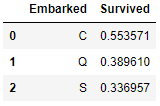 Embarked Survived
0 C 0.553571
1 Q 0.389610
2 S 0.336957